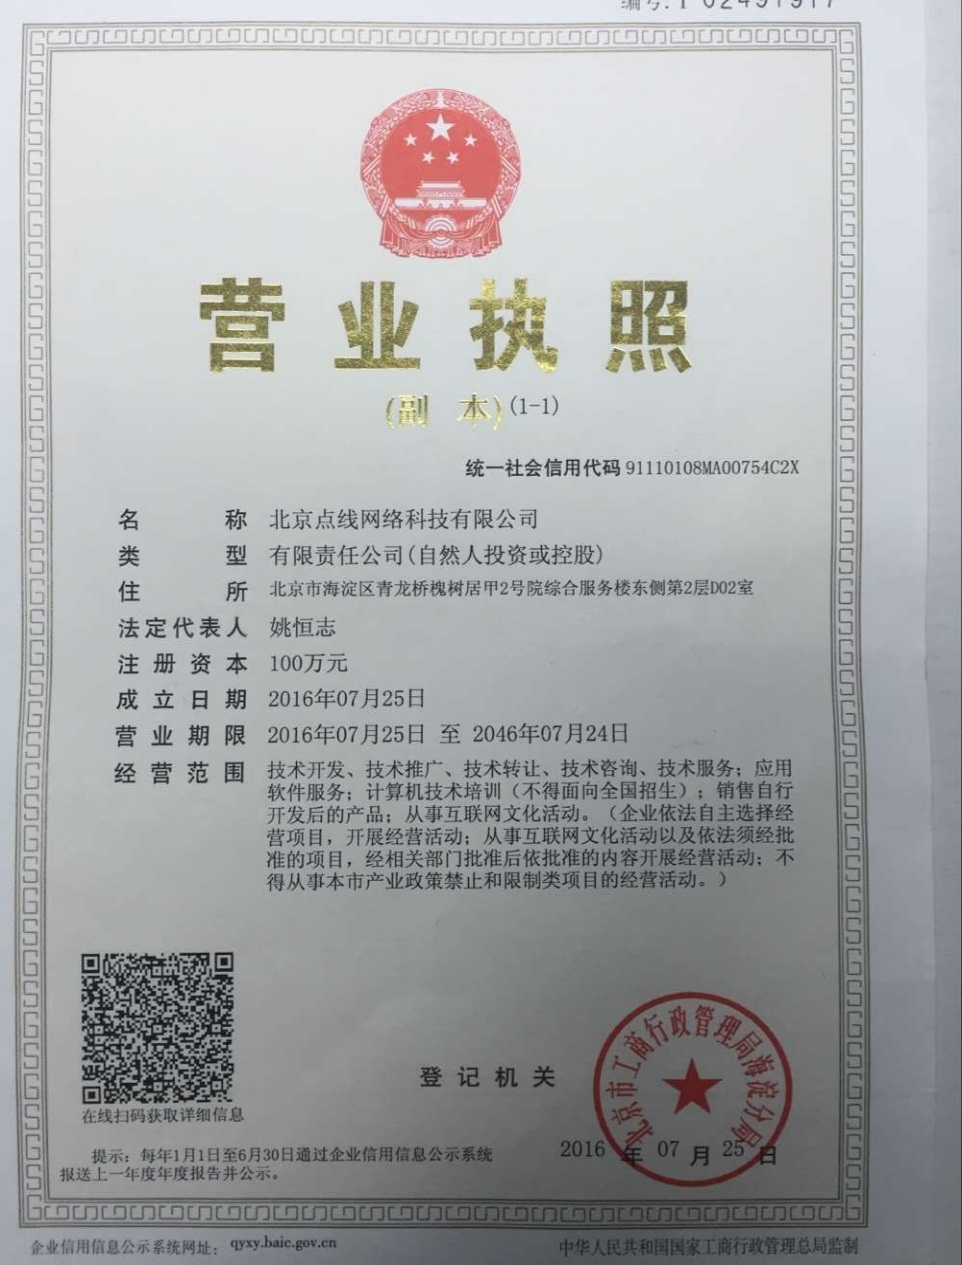 营业执照
(副 本)(1-1)
统一社会信用代码 91110108MA00754C2X
名 称 北京点线网络科技有限公司
类 型 有限责任公司(自然人投资或控股)
住 所 北京市海淀区青龙桥槐树居甲2号院综合服务楼东侧第2层D02室
法定代表人 姚恒志
注册资本 100万元
成立日期 2016年07月25日
营业期限 2016年07月25日 至 2046年07月24日
经营范围 技术开发、技术推广、技术转让、技术咨询、技术服务；应用
软件服务；计算机技术培训（不得面向全国招生）；销售自行
开发后的产品；从事互联网文化活动。（企业依法自主选择经
营项目，开展经营活动；从事互联网文化活动以及依法须经批
准的项目，经相关部门批准后依批准的内容开展经营活动；不
得从事本市产业政策禁止和限制类项目的经营活动。）
在线扫码获取详细信息
登记机关
北京市工商行政管理局海淀分局
2016 年 07 月 25 日
提示：每年1月1日至6月30日通过企业信用信息公示系统
报送上一年度年度报告并公示。
企业信用信息公示系统网址： qyxy.baic.gov.cn
中华人民共和国国家工商行政管理总局监制